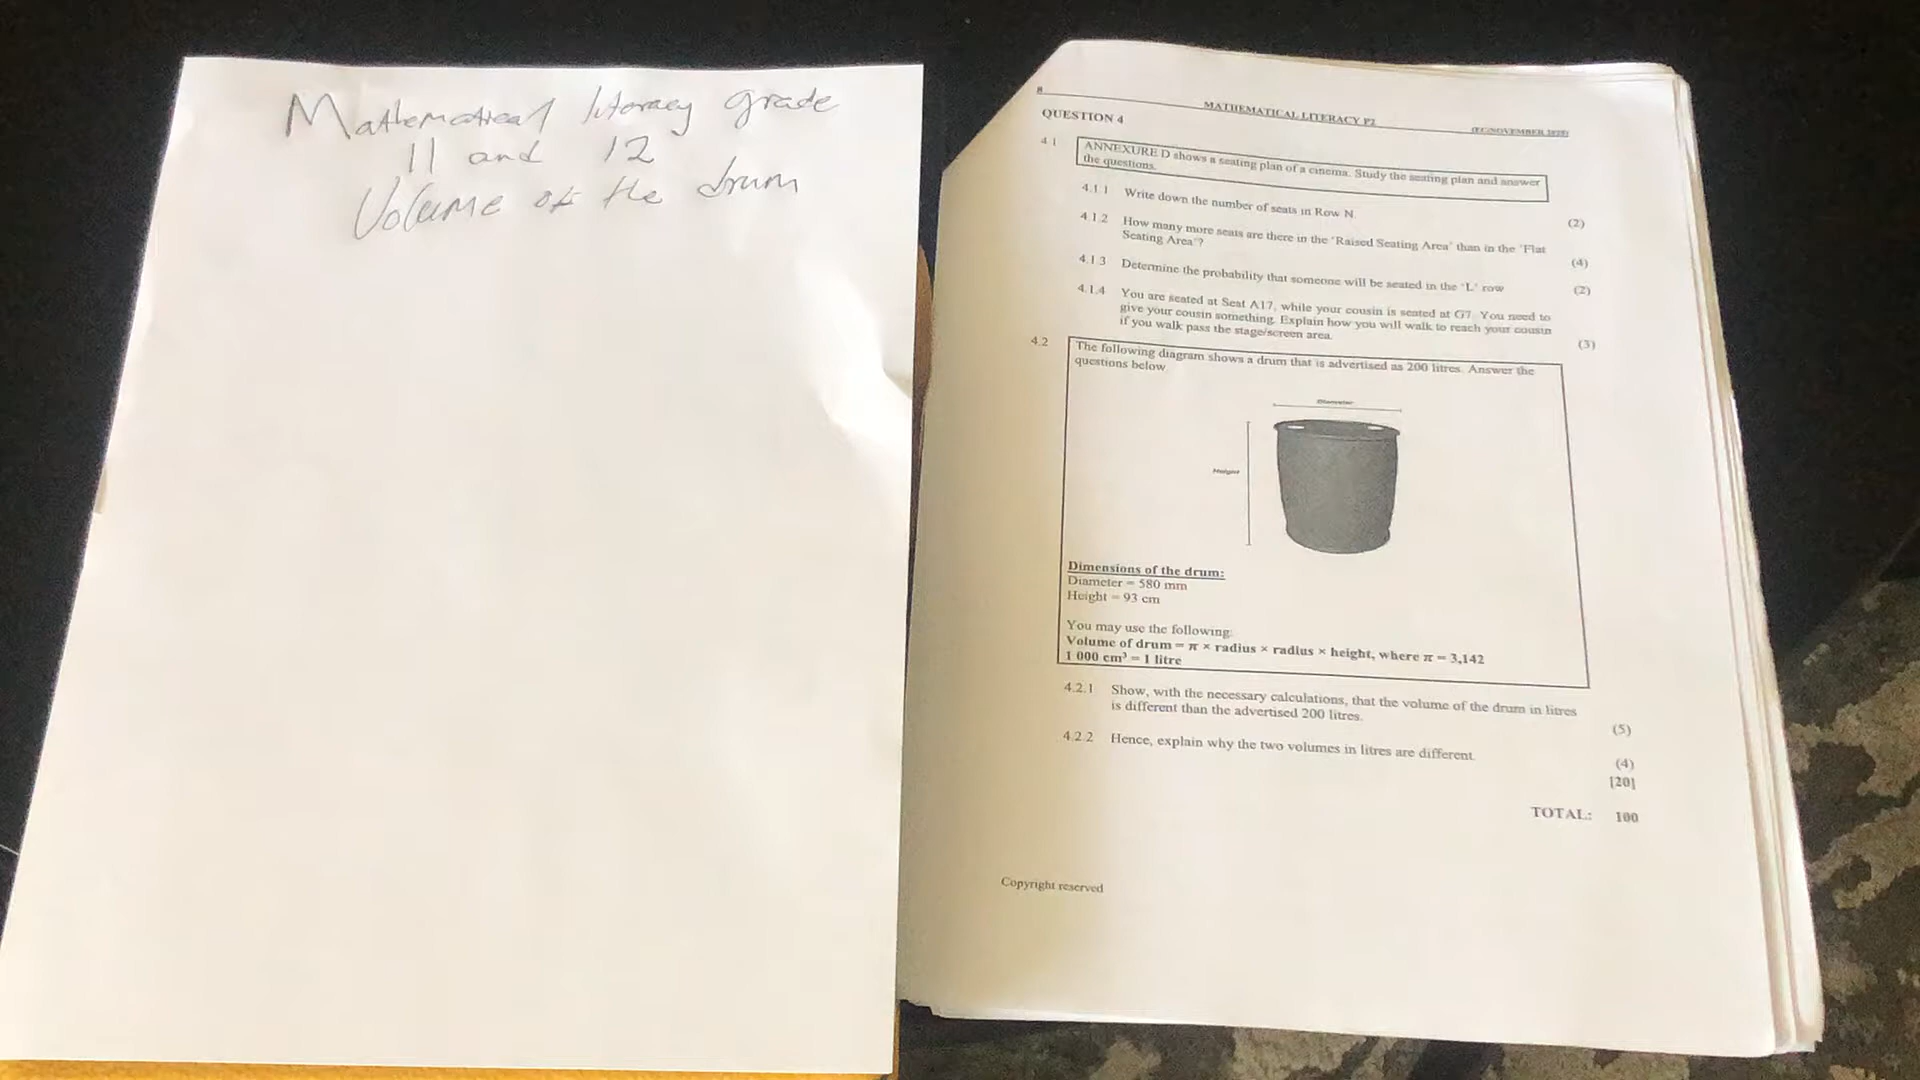 Mathematical literacy grade
11 and 12
Volume of the drum
8
MATHEMATICAL LITERACY P2
QUESTION 4
4.1 ANNEXURE D shows a seating plan of a cinema. Study the seating plan and answer
the questions.
4.1.1 Write down the number of seats in Row N. (2)
4.1.2 How many more seats are there in the 'Raised Seating Area' than in the 'Flat
Seating Area'? (4)
4.1.3 Determine the probability that someone will be seated in the 'L' row (2)
4.1.4 You are seated at Seat A17, while your cousin is seated at G7. You need to
give your cousin something. Explain how you will walk to reach your cousin
if you walk pass the stage/screen area. (3)
4.2 The following diagram shows a drum that is advertised as 200 litres. Answer the
questions below
Diameter
Height
Dimensions of the drum:
Diameter = 580 mm
Height = 93 cm
You may use the following:
Volume of drum = π × radius × radius × height, where π = 3,142
1 000 cm³ = 1 litre
4.2.1 Show, with the necessary calculations, that the volume of the drum in litres
is different than the advertised 200 litres. (5)
4.2.2 Hence, explain why the two volumes in litres are different. (4)
[20]
TOTAL: 100
Copyright reserved